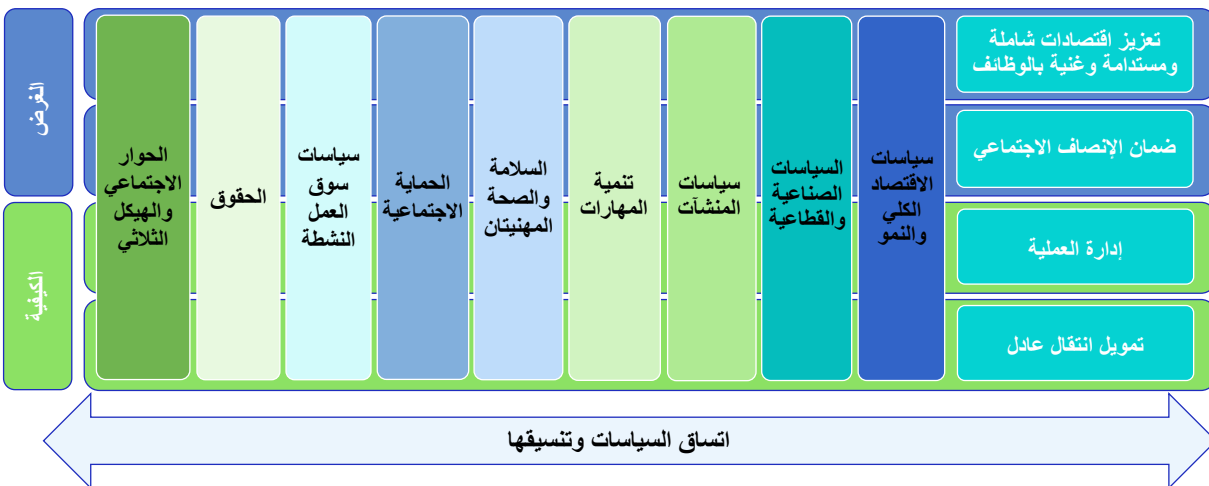 الغرض
الكيفية
تعزيز اقتصادات شاملة
ومستدامة وغنية بالوظائف
ضمان الإنصاف الاجتماعي
إدارة العملية
تمويل انتقال عادل
سياسات
الاقتصاد
الكلي
والنمو
السياسات
الصناعية
والقطاعية
سياسات
المنشآت
تنمية
المهارات
السلامة
والصحة
المهنيتان
الحماية
الاجتماعية
سياسات
سوق
العمل
النشطة
الحقوق
الحوار
الاجتماعي
والهيكل
الثلاثي
اتساق السياسات وتنسيقها